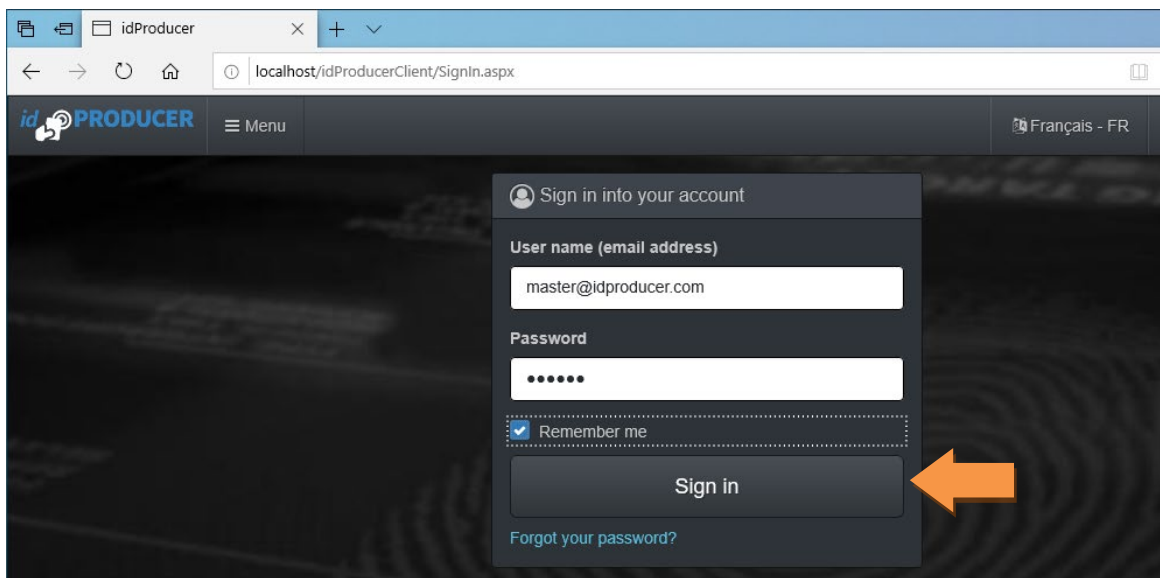 idProducer
localhost/idProducerClient/SignIn.aspx
id PRODUCER
Menu
Français - FR
Sign in into your account
User name (email address)
master@idproducer.com
Password
••••••
Remember me
Sign in
Forgot your password?